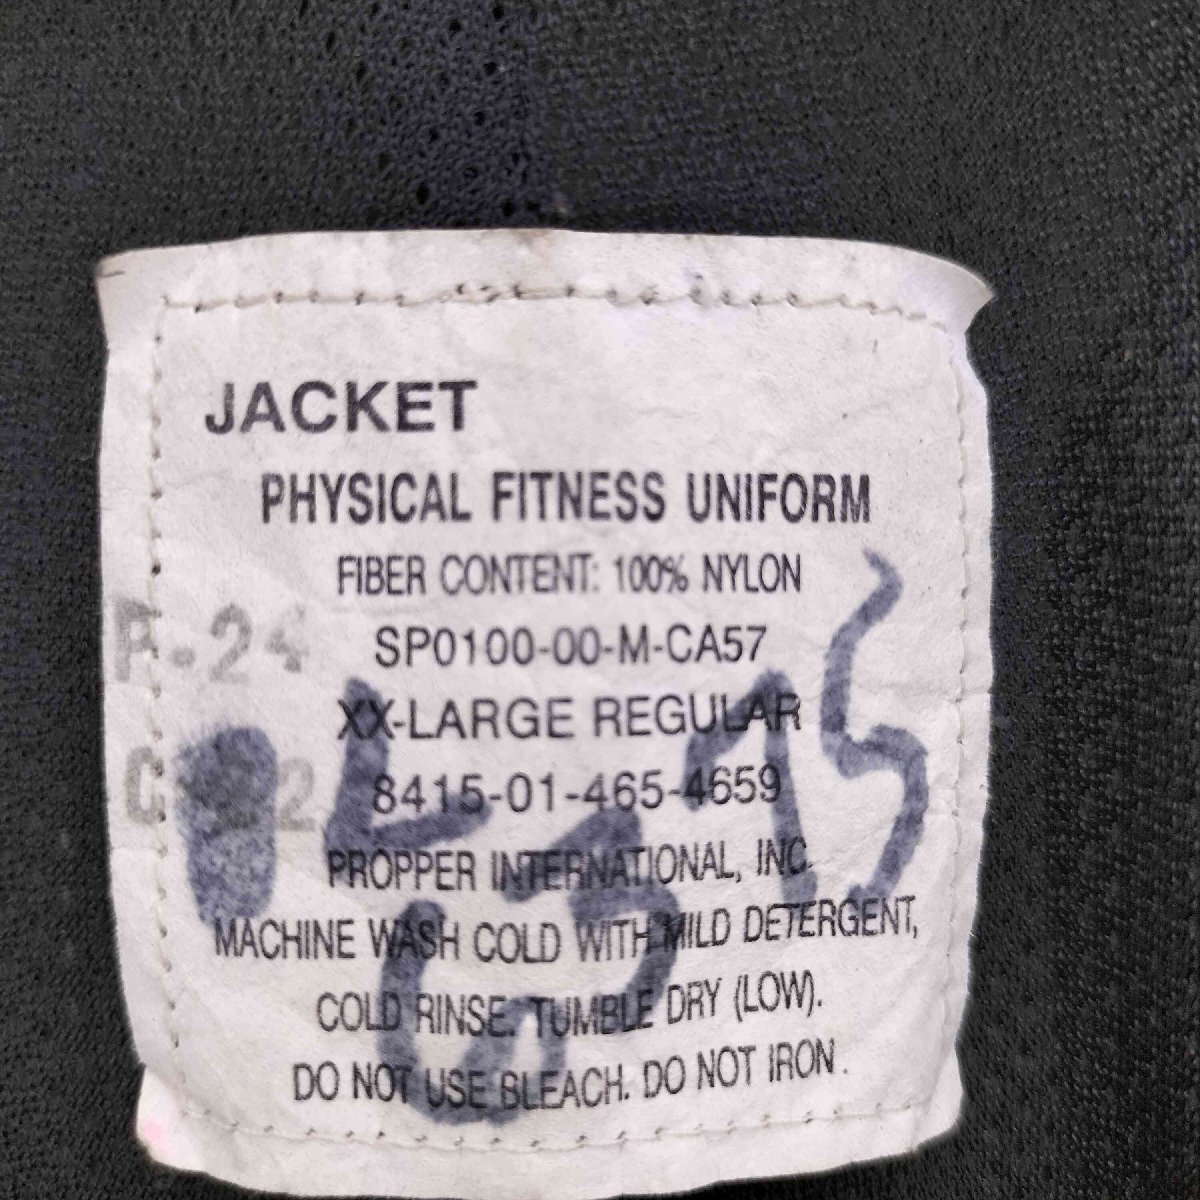 JACKET
PHYSICAL FITNESS UNIFORM
FIBER CONTENT: 100% NYLON
SP0100-00-M-CA57
XX-LARGE REGULAR
8415-01-465-4659
PROPPER INTERNATIONAL, INC.
MACHINE WASH COLD WITH MILD DETERGENT,
COLD RINSE. TUMBLE DRY (LOW).
DO NOT USE BLEACH. DO NOT IRON.